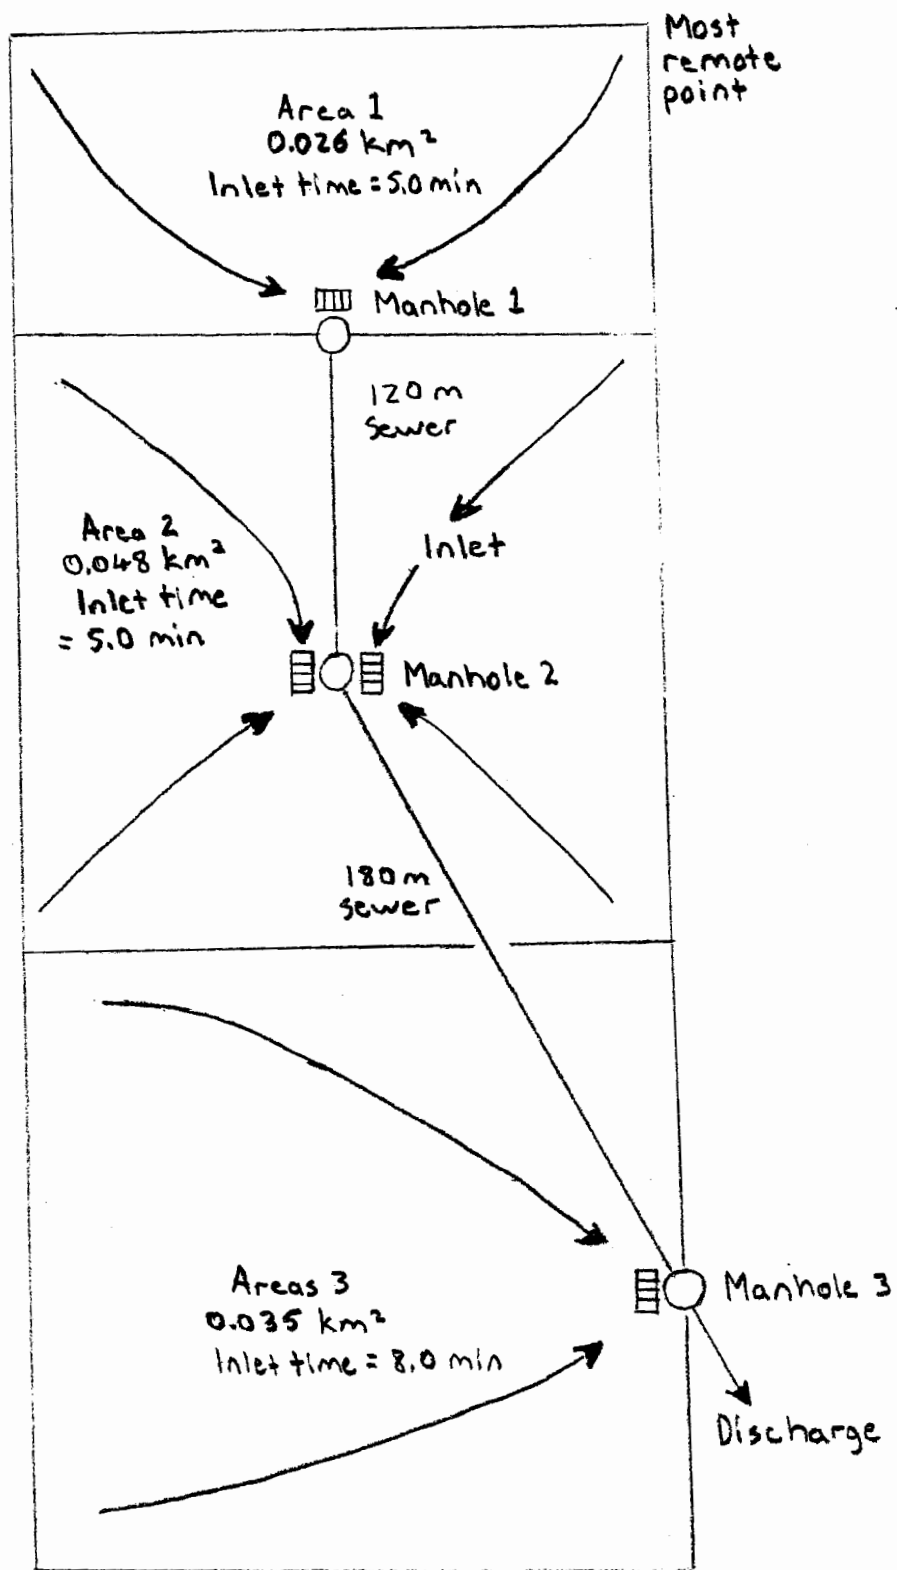 Most
remote
point
Area 1
0.026 km²
Inlet time = 5.0 min
Manhole 1
120 m
sewer
Area 2
0.048 km²
Inlet time
= 5.0 min
Inlet
Manhole 2
180 m
sewer
Areas 3
0.035 km²
Inlet time = 8.0 min
Manhole 3
Discharge